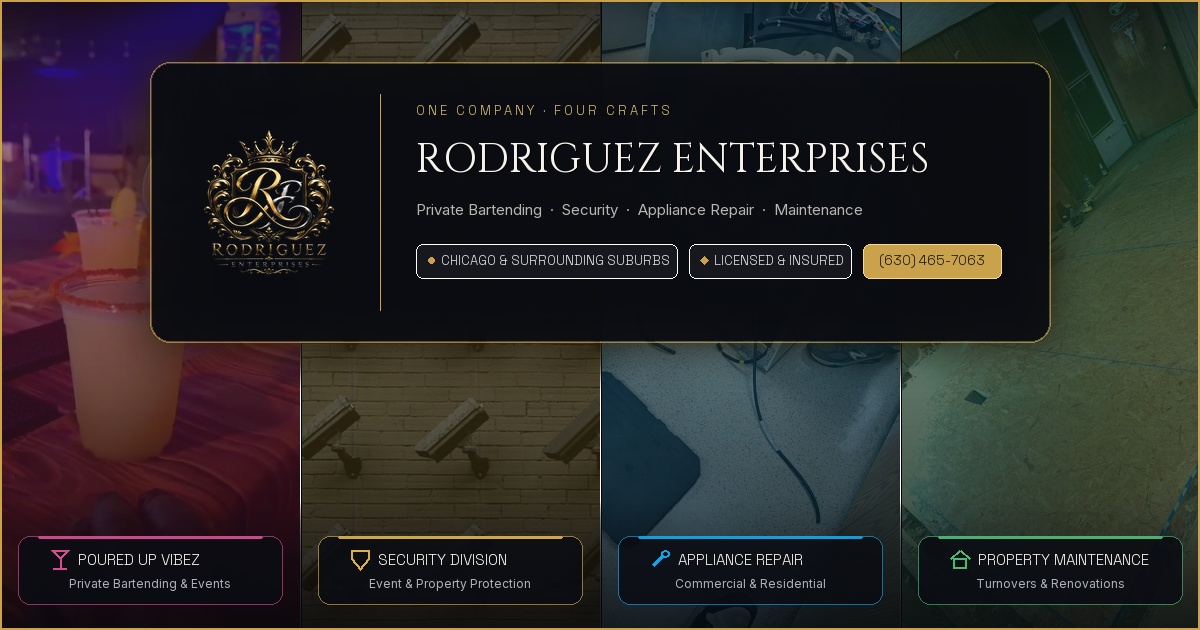 ONE COMPANY · FOUR CRAFTS
RODRIGUEZ ENTERPRISES
Private Bartending · Security · Appliance Repair · Maintenance
CHICAGO & SURROUNDING SUBURBS
LICENSED & INSURED
(630) 465-7063
RE
RODRIGUEZ
ENTERPRISES
POURED UP VIBEZ
Private Bartending & Events
SECURITY DIVISION
Event & Property Protection
APPLIANCE REPAIR
Commercial & Residential
PROPERTY MAINTENANCE
Turnovers & Renovations